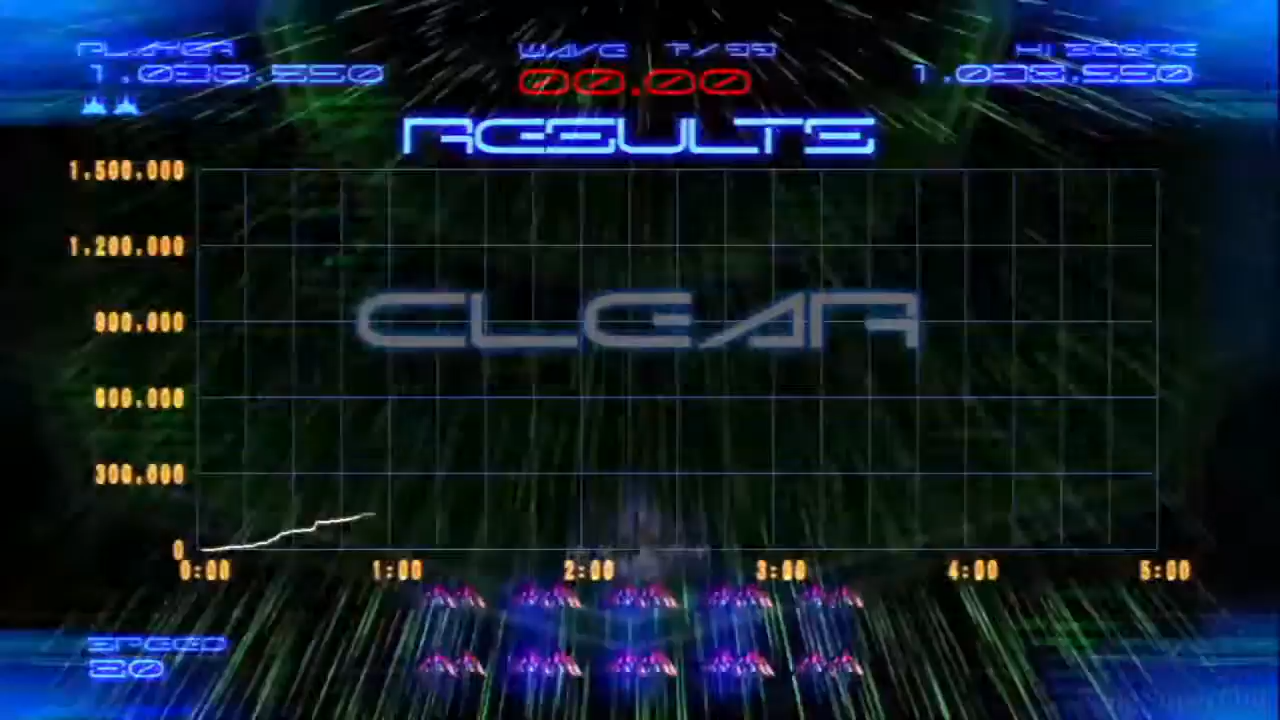 PLAYER
1.038.550
WAVE 7/99
00.00
HI SCORE
1.038.550
RESULTS
1.500.000
1.200.000
900.000
CLEAR
600.000
300.000
0
0:00 1:00 2:00 3:00 4:00 5:00
SPEED
20